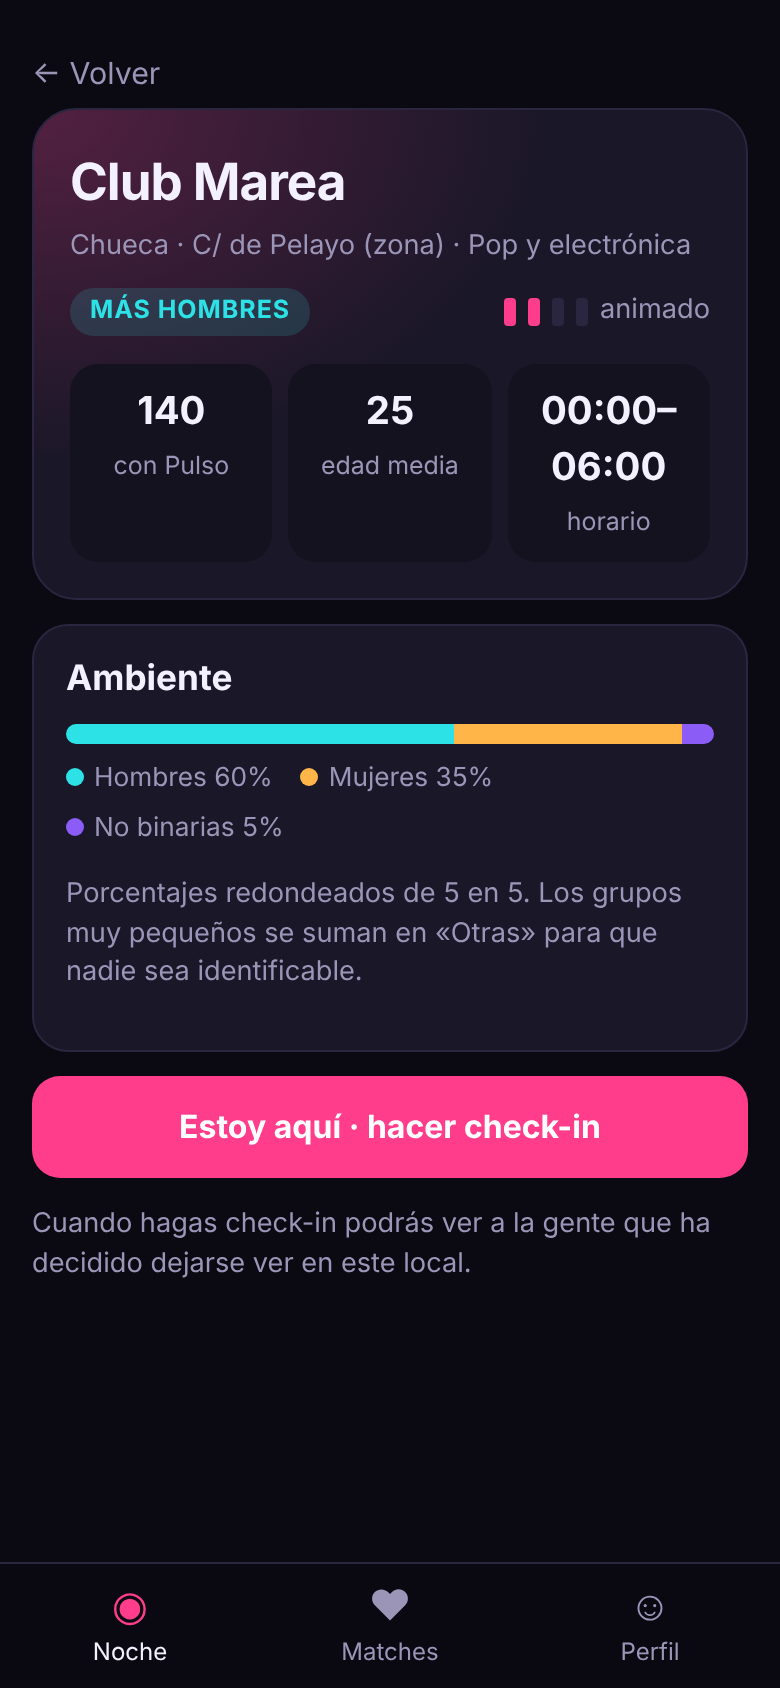 ← Volver
Club Marea
Chueca · C/ de Pelayo (zona) · Pop y electrónica
MÁS HOMBRES
animado
140
con Pulso
25
edad media
00:00–
06:00
horario
Ambiente
Hombres 60% Mujeres 35%
No binarias 5%
Porcentajes redondeados de 5 en 5. Los grupos
muy pequeños se suman en «Otras» para que
nadie sea identificable.
Estoy aquí · hacer check-in
Cuando hagas check-in podrás ver a la gente que ha
decidido dejarse ver en este local.
Noche
Matches
Perfil